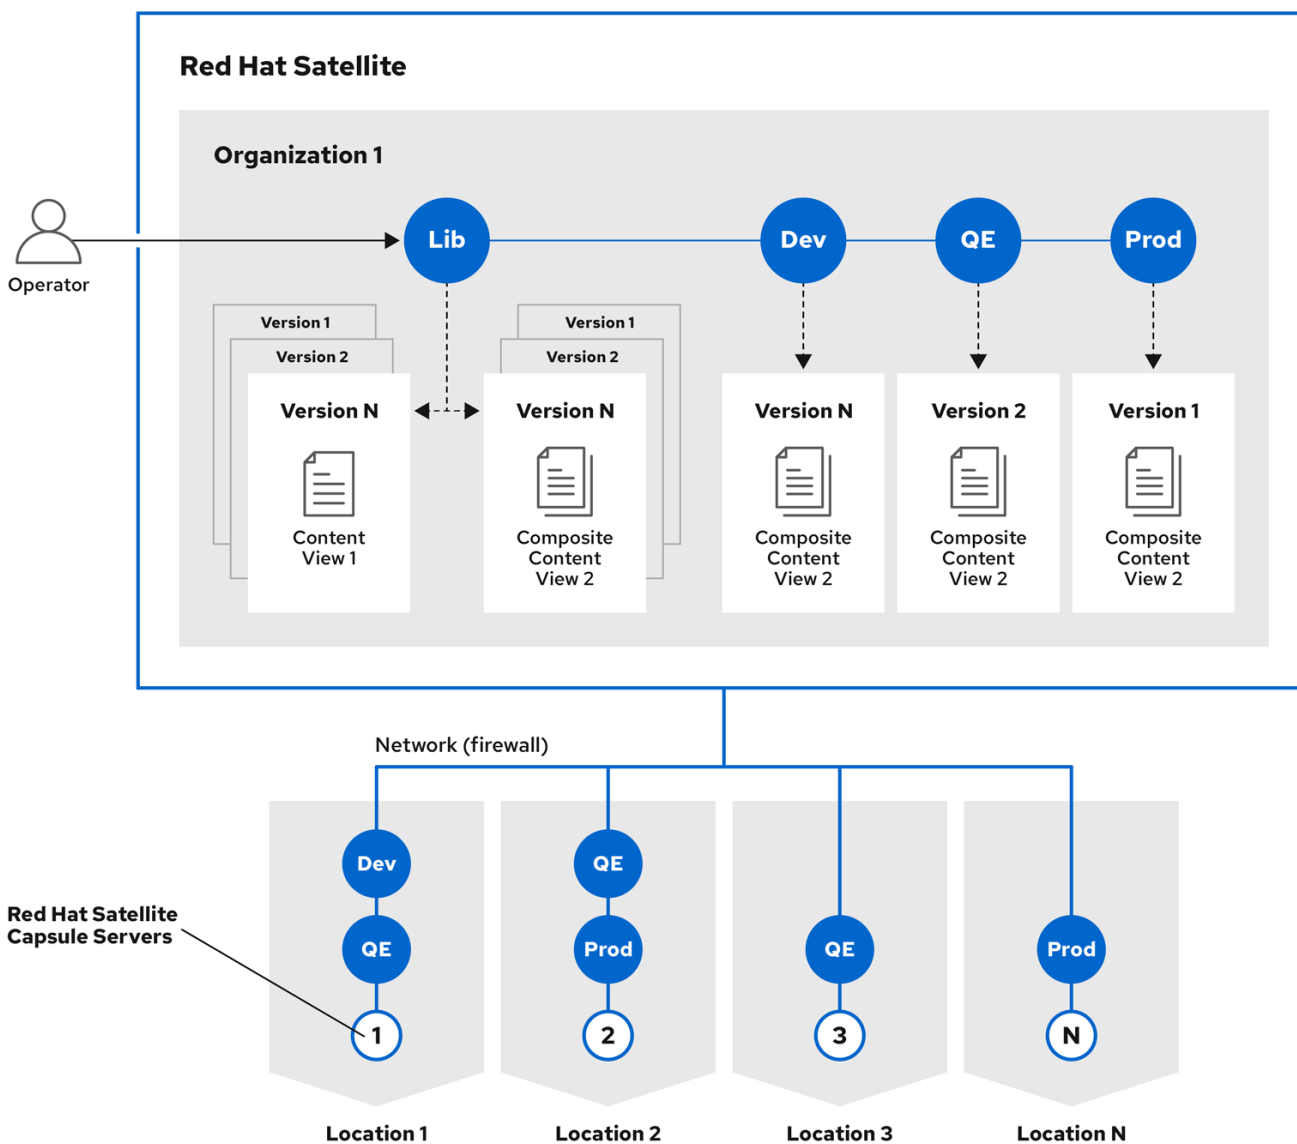 Red Hat Satellite
Organization 1
Operator
Lib
Dev
QE
Prod
Version 1
Version 2
Version N
Content
View 1
Version 1
Version 2
Version N
Composite
Content
View 2
Version N
Composite
Content
View 2
Version 2
Composite
Content
View 2
Version 1
Composite
Content
View 2
Network (firewall)
Red Hat Satellite
Capsule Servers
Dev
QE
1
Location 1
QE
Prod
2
Location 2
QE
3
Location 3
Prod
N
Location N